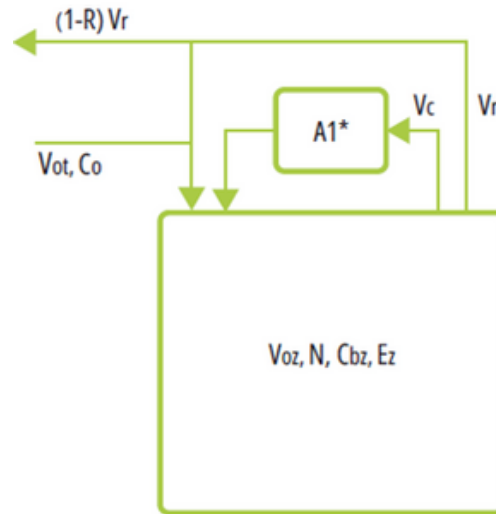 (1-R) Vr
Vc
Vr
A1*
Vot, Co
Voz, N, Cbz, Ez